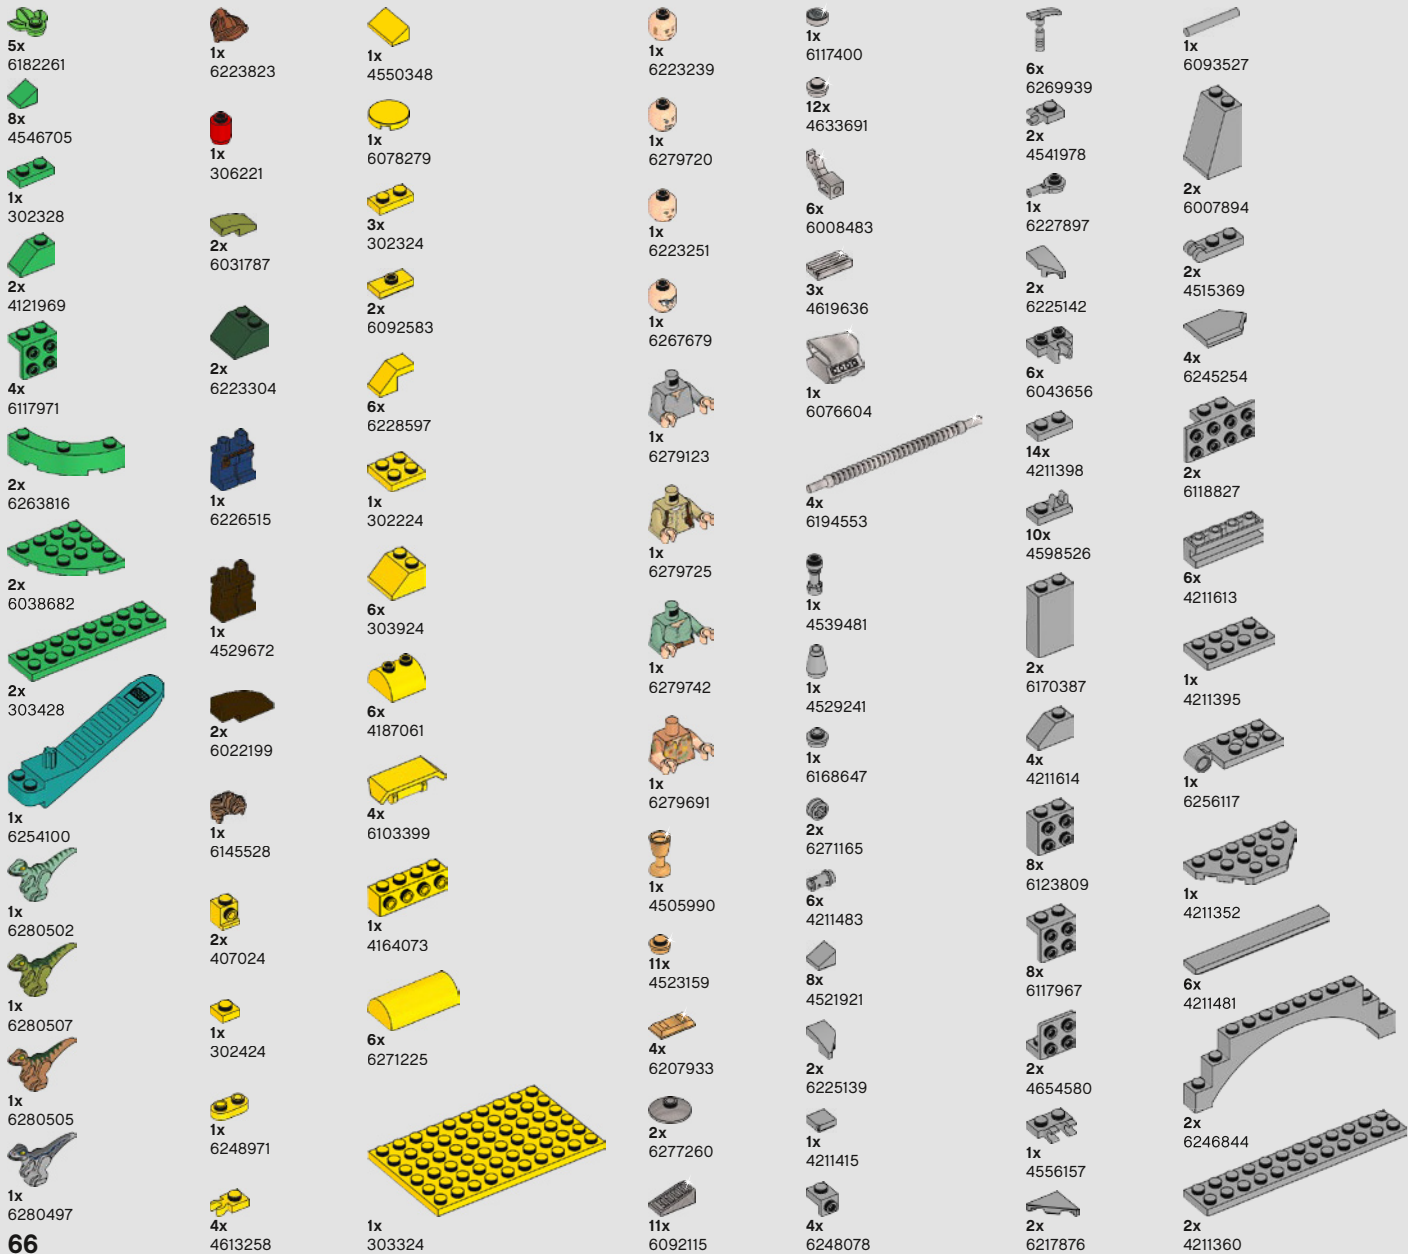 5x
6182261
8x
4546705
1x
302328
2x
4121969
4x
6117971
2x
6263816
2x
6038682
2x
303428
1x
6254100
1x
6280502
1x
6280507
1x
6280505
1x
6280497
66
1x
6223823
1x
306221
2x
6031787
2x
6223304
1x
6226515
1x
4529672
2x
6022199
1x
6145528
2x
407024
1x
302424
1x
6248971
4x
4613258
1x
4550348
1x
6078279
3x
302324
2x
6092583
6x
6228597
1x
302224
6x
303924
6x
4187061
4x
6103399
1x
4164073
6x
6271225
1x
303324
1x
6223239
1x
6279720
1x
6223251
1x
6267679
1x
6279123
1x
6279725
1x
6279742
1x
6279691
1x
4505990
11x
4523159
4x
6207933
2x
6277260
11x
6092115
1x
6117400
12x
4633691
6x
6008483
3x
4619636
1x
6076604
4x
6194553
1x
4539481
1x
4529241
1x
6168647
2x
6271165
6x
4211483
8x
4521921
2x
6225139
1x
4211415
4x
6248078
6x
6269939
2x
4541978
1x
6227897
2x
6225142
6x
6043656
14x
4211398
10x
4598526
2x
6170387
4x
4211614
8x
6123809
8x
6117967
2x
4654580
1x
4556157
2x
6217876
1x
6093527
2x
6007894
2x
4515369
4x
6245254
2x
6118827
6x
4211613
1x
4211395
1x
6256117
1x
4211352
6x
4211481
2x
6246844
2x
4211360